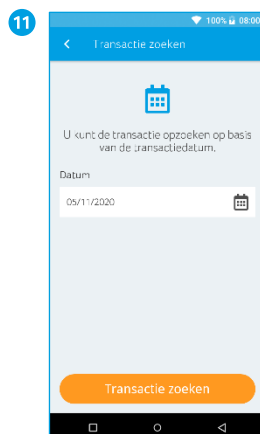 11
100% 08:00
Transactie zoeken
U kunt de transactie opzoeken op basis
van de transactiedatum.
Datum
05/11/2020
Transactie zoeken